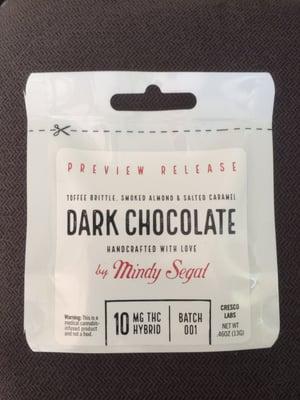 PREVIEW RELEASE
TOFFEE BRITTLE, SMOKED ALMOND & SALTED CARAMEL
DARK CHOCOLATE
HANDCRAFTED WITH LOVE
by Mindy Segal
Warning: This is a
medical cannabis-
infused product
and not a food.
10 MG THC
HYBRID
BATCH
001
CRESCO
LABS
NET WT
.46OZ (13G)